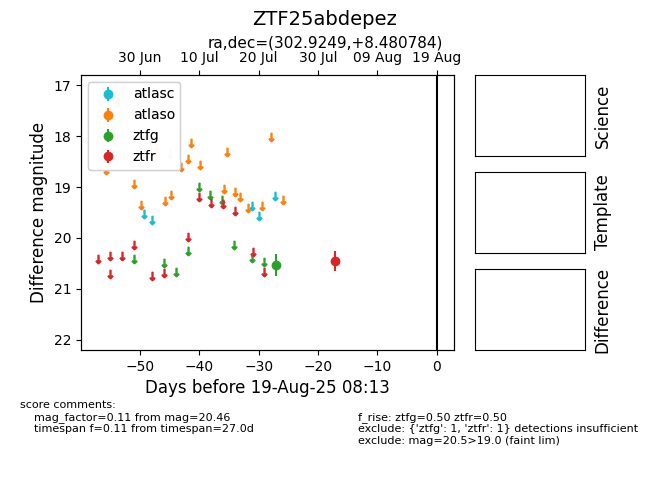 ZTF25abdepez
ra,dec=(302.9249,+8.480784)
30 Jun 10 Jul 20 Jul 30 Jul 09 Aug 19 Aug
atlasc
atlaso
ztfg
ztfr
17
18
19
20
21
22
Difference magnitude
−50 −40 −30 −20 −10 0
Days before 19-Aug-25 08:13
Science
Template
Difference
score comments:
mag_factor=0.11 from mag=20.46
timespan f=0.11 from timespan=27.0d
f_rise: ztfg=0.50 ztfr=0.50
exclude: {'ztfg': 1, 'ztfr': 1} detections insufficient
exclude: mag=20.5>19.0 (faint lim)